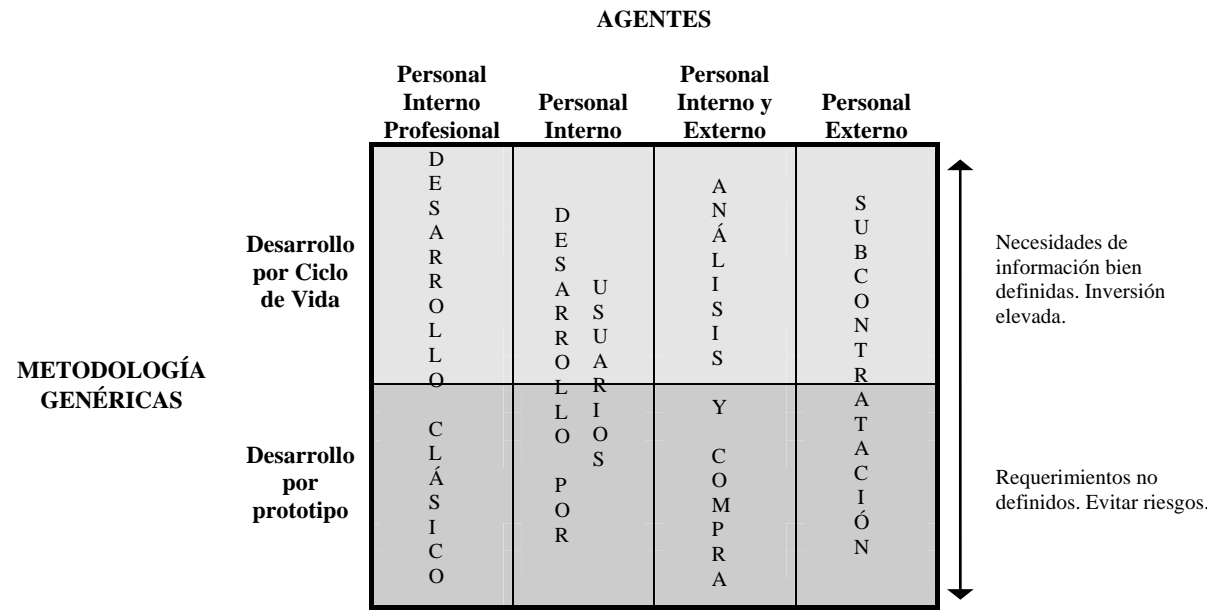 AGENTES
Personal
Interno
Profesional
Personal
Interno
Personal
Interno y
Externo
Personal
Externo
METODOLOGÍA
GENÉRICAS
Desarrollo
por Ciclo
de Vida
Desarrollo
por
prototipo
DESARROLLO CLÁSICO
DESARROLLO POR
USUARIOS
ANÁLISIS Y COMPRA
SUBCONTRATACIÓN
Necesidades de
información bien
definidas. Inversión
elevada.
Requerimientos no
definidos. Evitar riesgos.